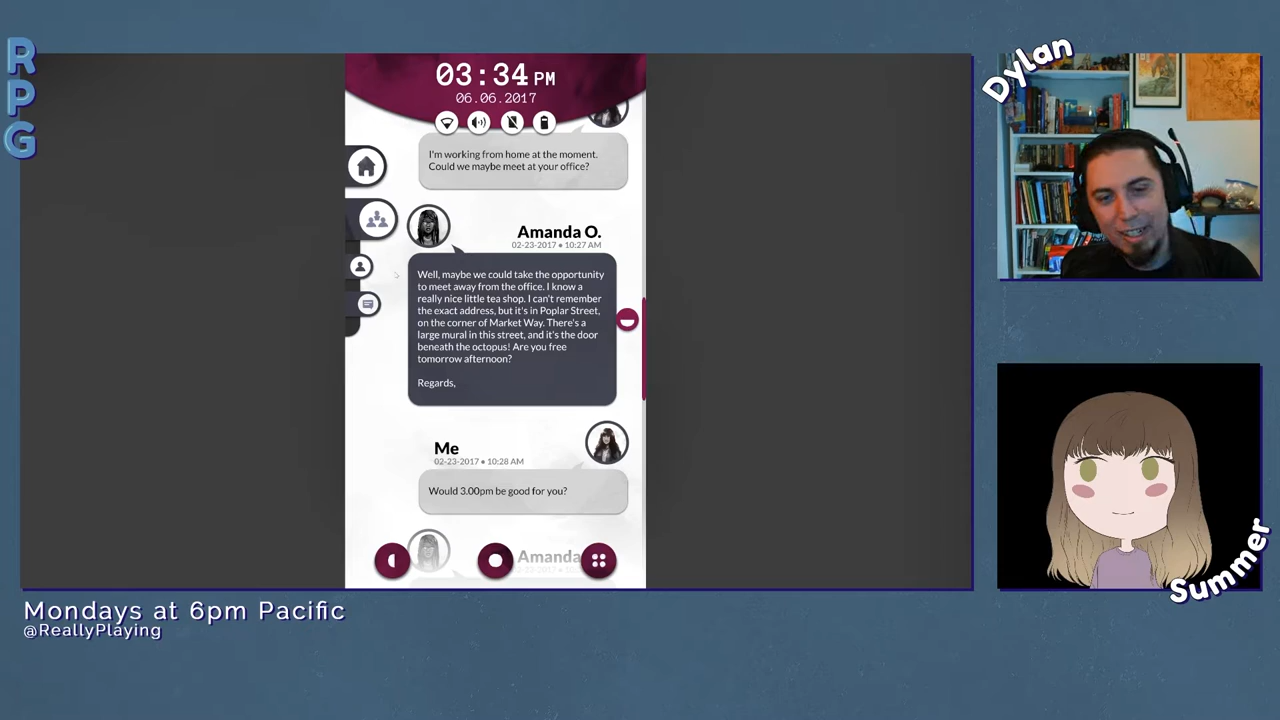 RPG
Dylan
03:34 PM
06.06.2017
I'm working from home at the moment.
Could we maybe meet at your office?
Amanda O.
02-23-2017 • 10:27 AM
Well, maybe we could take the opportunity
to meet away from the office. I know a
really nice little tea shop. I can't remember
the exact address, but it's in Poplar Street,
on the corner of Market Way. There's a
large mural in this street, and it's the door
beneath the octopus! Are you free
tomorrow afternoon?
Regards,
Me
02-23-2017 • 10:28 AM
Would 3.00pm be good for you?
Amanda
Summer
Mondays at 6pm Pacific
@ReallyPlaying